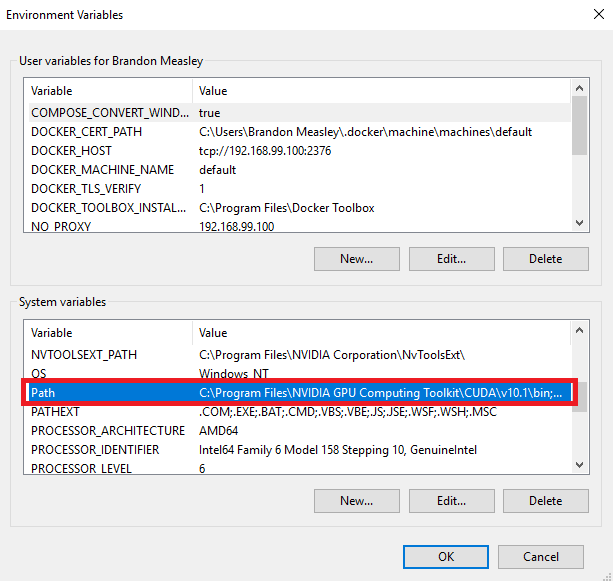 Environment Variables
User variables for Brandon Measley
Variable Value
COMPOSE_CONVERT_WIND... true
DOCKER_CERT_PATH C:\Users\Brandon Measley\.docker\machine\machines\default
DOCKER_HOST tcp://192.168.99.100:2376
DOCKER_MACHINE_NAME default
DOCKER_TLS_VERIFY 1
DOCKER_TOOLBOX_INSTAL... C:\Program Files\Docker Toolbox
NO_PROXY 192.168.99.100
New... Edit... Delete
System variables
Variable Value
NVTOOLSEXT_PATH C:\Program Files\NVIDIA Corporation\NvToolsExt\
OS Windows_NT
Path C:\Program Files\NVIDIA GPU Computing Toolkit\CUDA\v10.1\bin;...
PATHEXT .COM;.EXE;.BAT;.CMD;.VBS;.VBE;.JS;.JSE;.WSF;.WSH;.MSC
PROCESSOR_ARCHITECTURE AMD64
PROCESSOR_IDENTIFIER Intel64 Family 6 Model 158 Stepping 10, GenuineIntel
PROCESSOR_LEVEL 6
New... Edit... Delete
OK Cancel